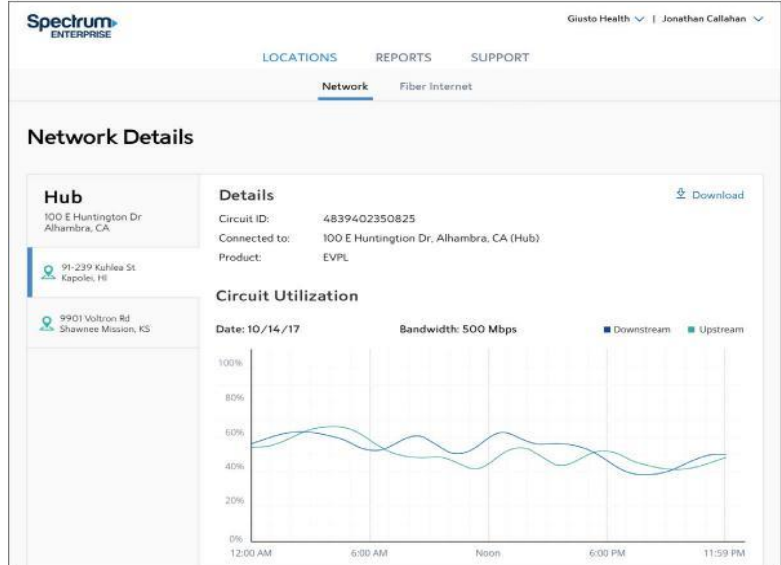 Spectrum
ENTERPRISE
Giusto Health | Jonathan Callahan
LOCATIONS REPORTS SUPPORT
Network Fiber Internet
Network Details
Hub
100 E Huntington Dr
Alhambra, CA
91-239 Kuhlea St
Kapolei, HI
9901 Voltron Rd
Shawnee Mission, KS
Details
Download
Circuit ID: 4839402350825
Connected to: 100 E Huntingtion Dr, Alhambra, CA (Hub)
Product: EVPL
Circuit Utilization
Date: 10/14/17 Bandwidth: 500 Mbps Downstream Upstream
100%
80%
60%
40%
20%
0%
12:00 AM 6:00 AM Noon 6:00 PM 11:59 PM